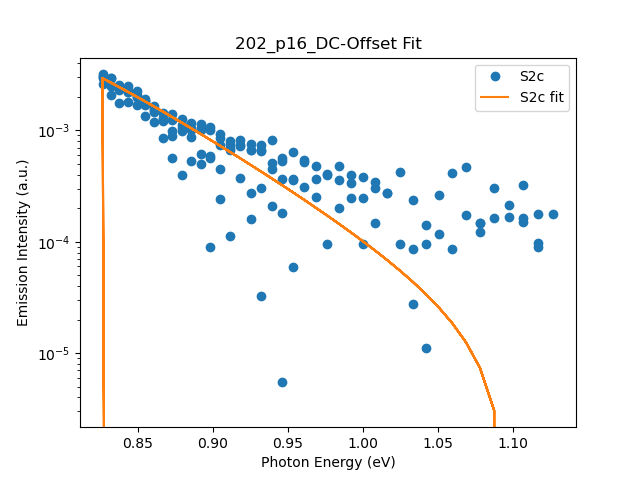 202_p16_DC-Offset Fit
S2c
S2c fit
10⁻³
10⁻⁴
10⁻⁵
Emission Intensity (a.u.)
0.85 0.90 0.95 1.00 1.05 1.10
Photon Energy (eV)